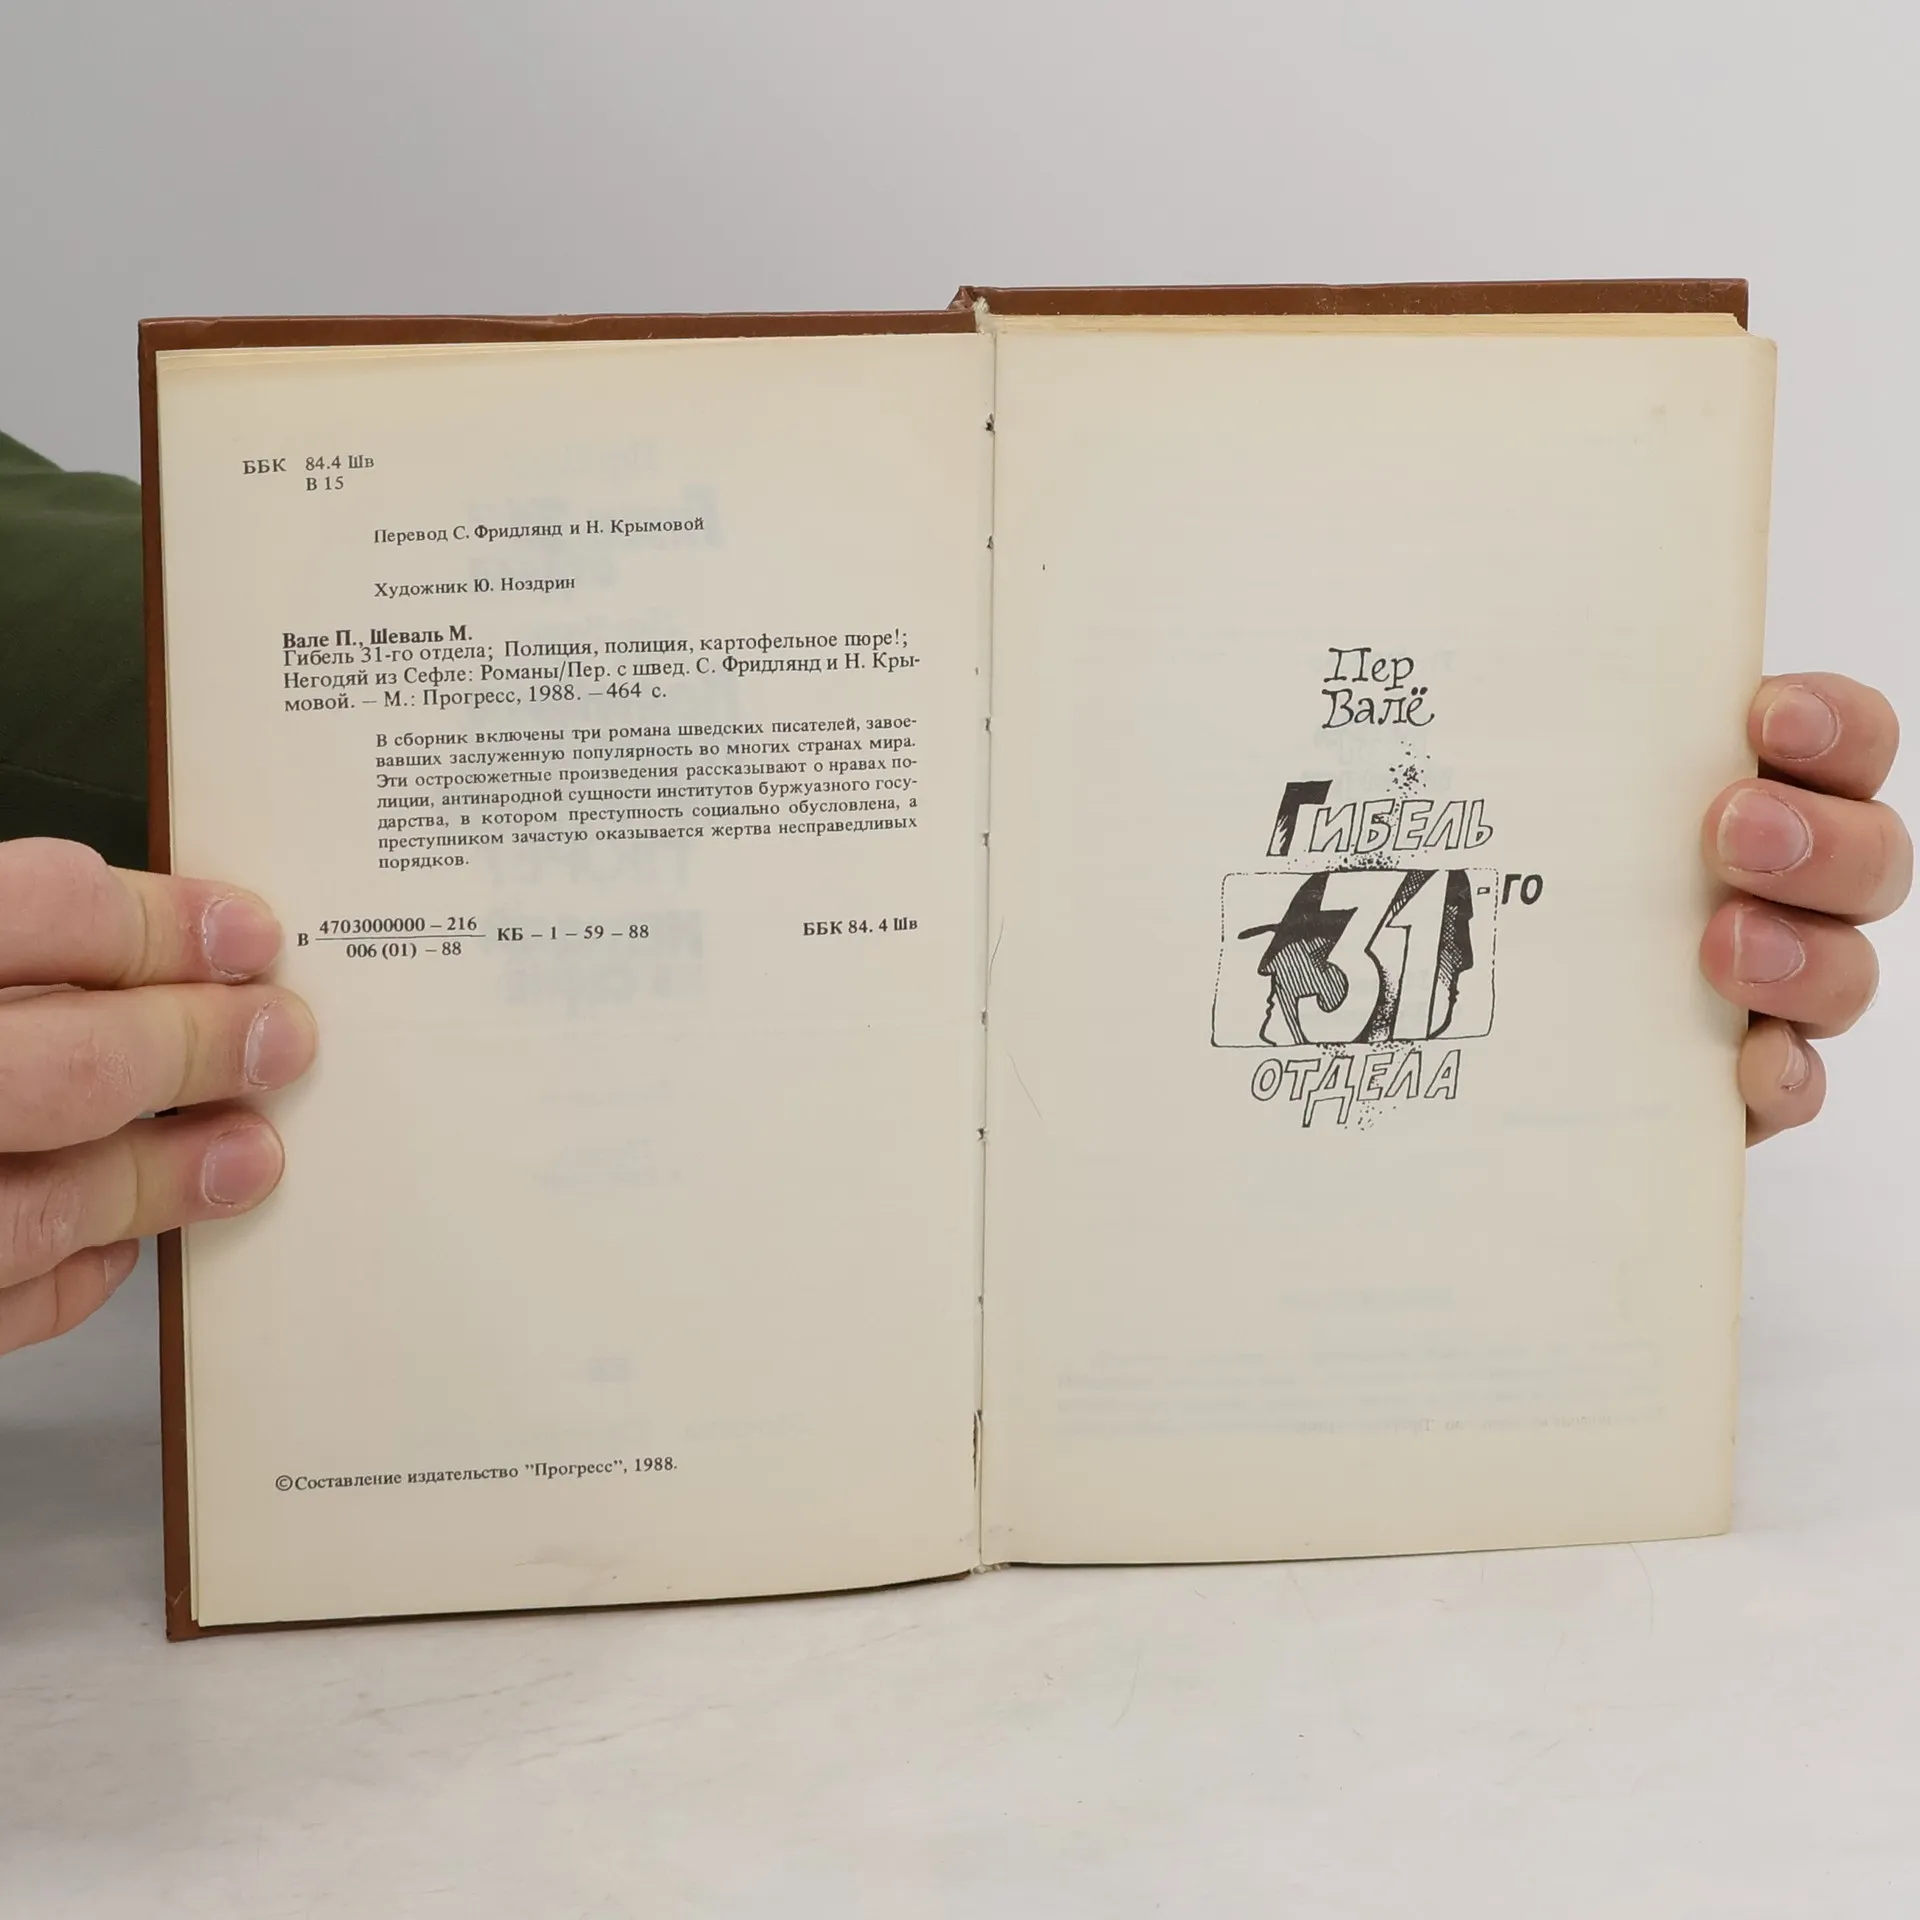 ББК 84.4 Шв
В 15
Перевод С. Фридлянд и Н. Крымовой
Художник Ю. Ноздрин
Вале П., Шеваль М.
Гибель 31-го отдела; Полиция, полиция, картофельное пюре!;
Негодяй из Сефле: Романы/Пер. с швед. С. Фридлянд и Н. Кры-
мовой. — М.: Прогресс, 1988. — 464 с.
В сборник включены три романа шведских писателей, завое-
вавших заслуженную популярность во многих странах мира.
Эти остросюжетные произведения рассказывают о нравах по-
лиции, антинародной сущности институтов буржуазного госу-
дарства, в котором преступность социально обусловлена, а
преступником зачастую оказывается жертва несправедливых
порядков.
В 4703000000 – 216 КБ – 1 – 59 – 88 ББК 84. 4 Шв
006 (01) – 88
©Составление издательство "Прогресс", 1988.
Пер
Валё
Гибель
31-го
отдела